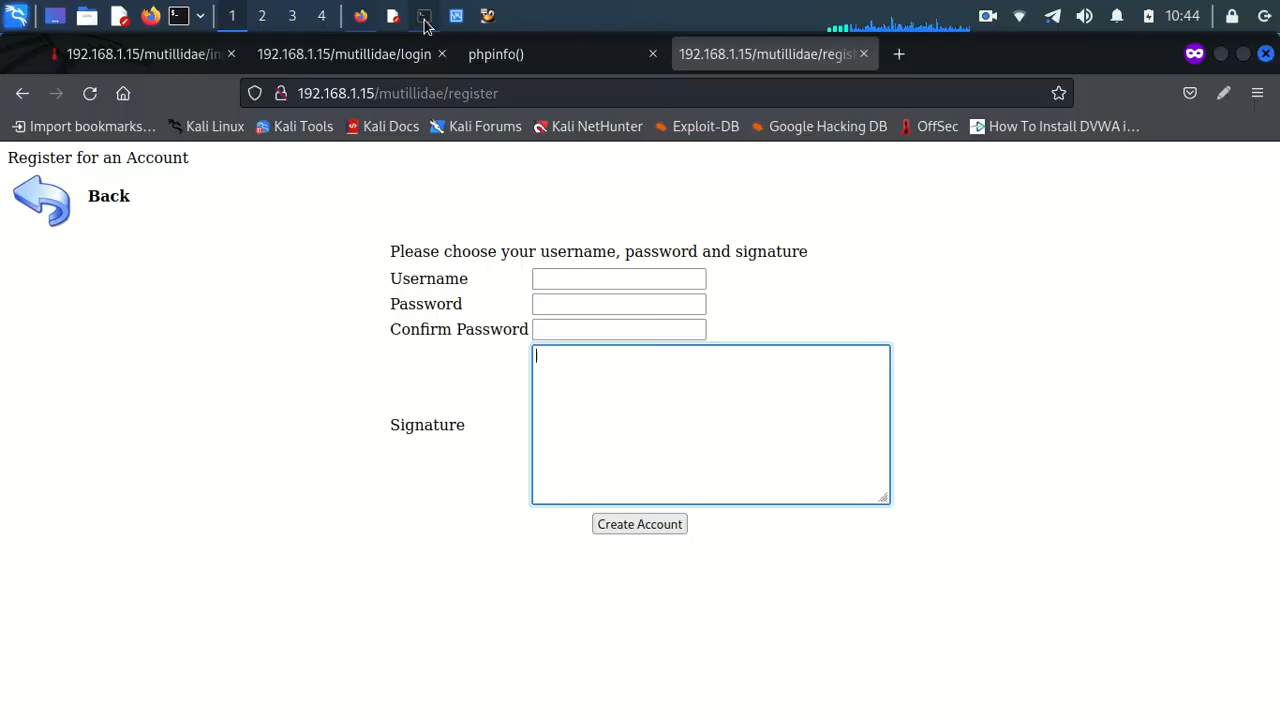 1 2 3 4 10:44
192.168.1.15/mutillidae/in 192.168.1.15/mutillidae/login phpinfo() 192.168.1.15/mutillidae/regis
192.168.1.15/mutillidae/register
Import bookmarks... Kali Linux Kali Tools Kali Docs Kali Forums Kali NetHunter Exploit-DB Google Hacking DB OffSec How To Install DVWA i...
Register for an Account
Back
Please choose your username, password and signature
Username
Password
Confirm Password
Signature
Create Account